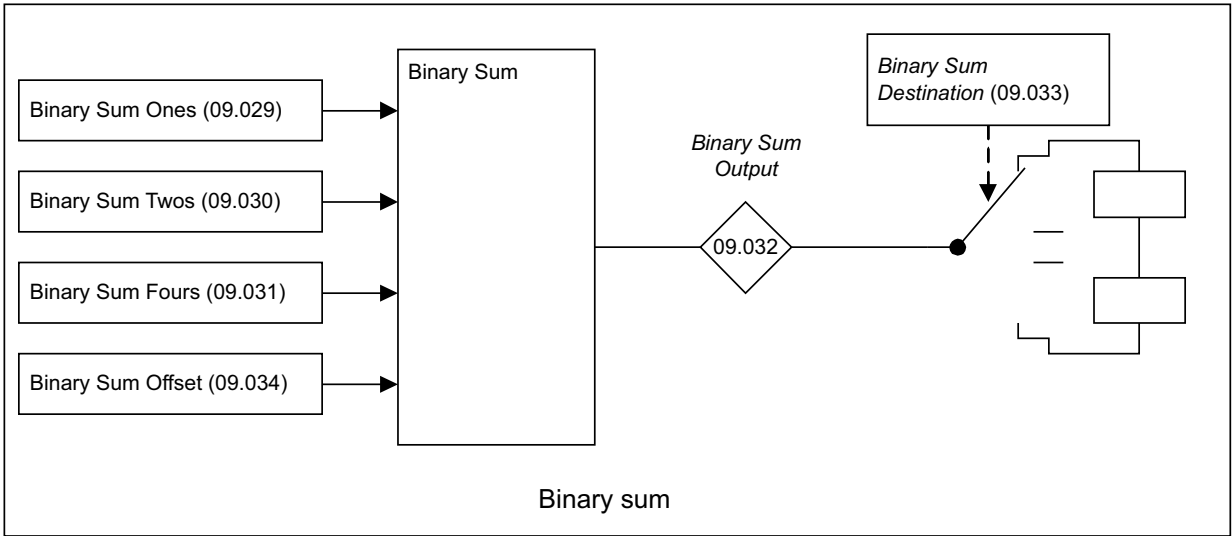 Binary Sum Ones (09.029)
Binary Sum Twos (09.030)
Binary Sum Fours (09.031)
Binary Sum Offset (09.034)
Binary Sum
Binary Sum
Output
09.032
Binary Sum
Destination (09.033)
Binary sum